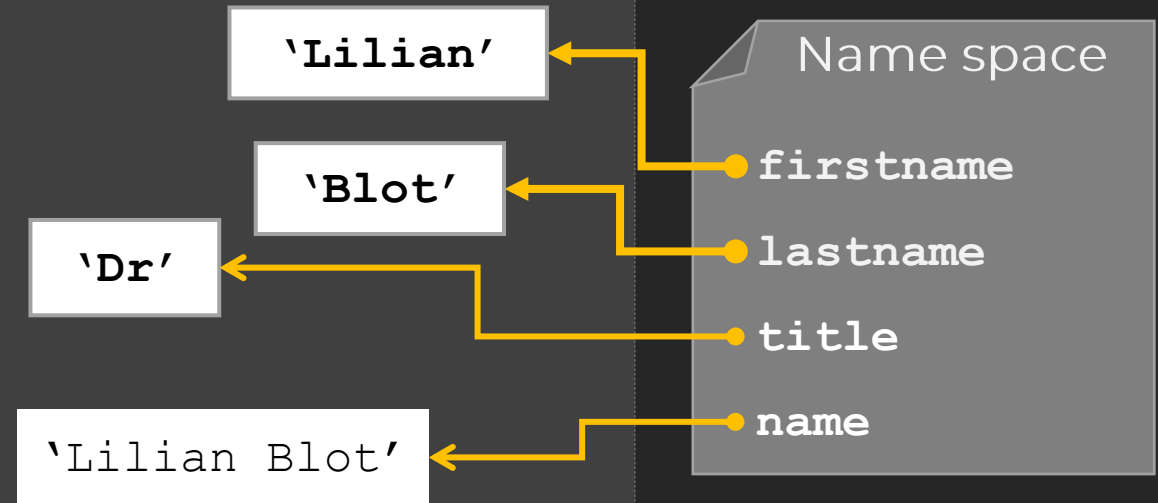 ‘Lilian’
‘Blot’
‘Dr’
‘Lilian Blot’
Name space
firstname
lastname
title
name